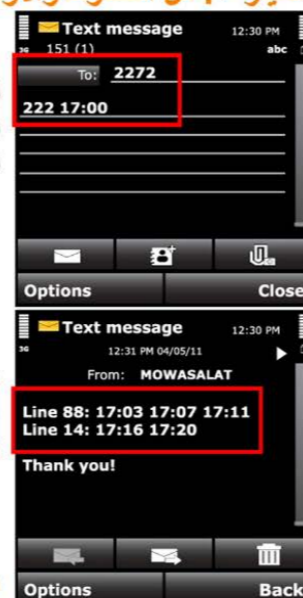 Text message
12:30 PM
3G 151 (1) abc
To: 2272
222 17:00
Options Close
Text message
12:30 PM
3G 12:31 PM 04/05/11
From: MOWASALAT
Line 88: 17:03 17:07 17:11
Line 14: 17:16 17:20
Thank you!
Options Back